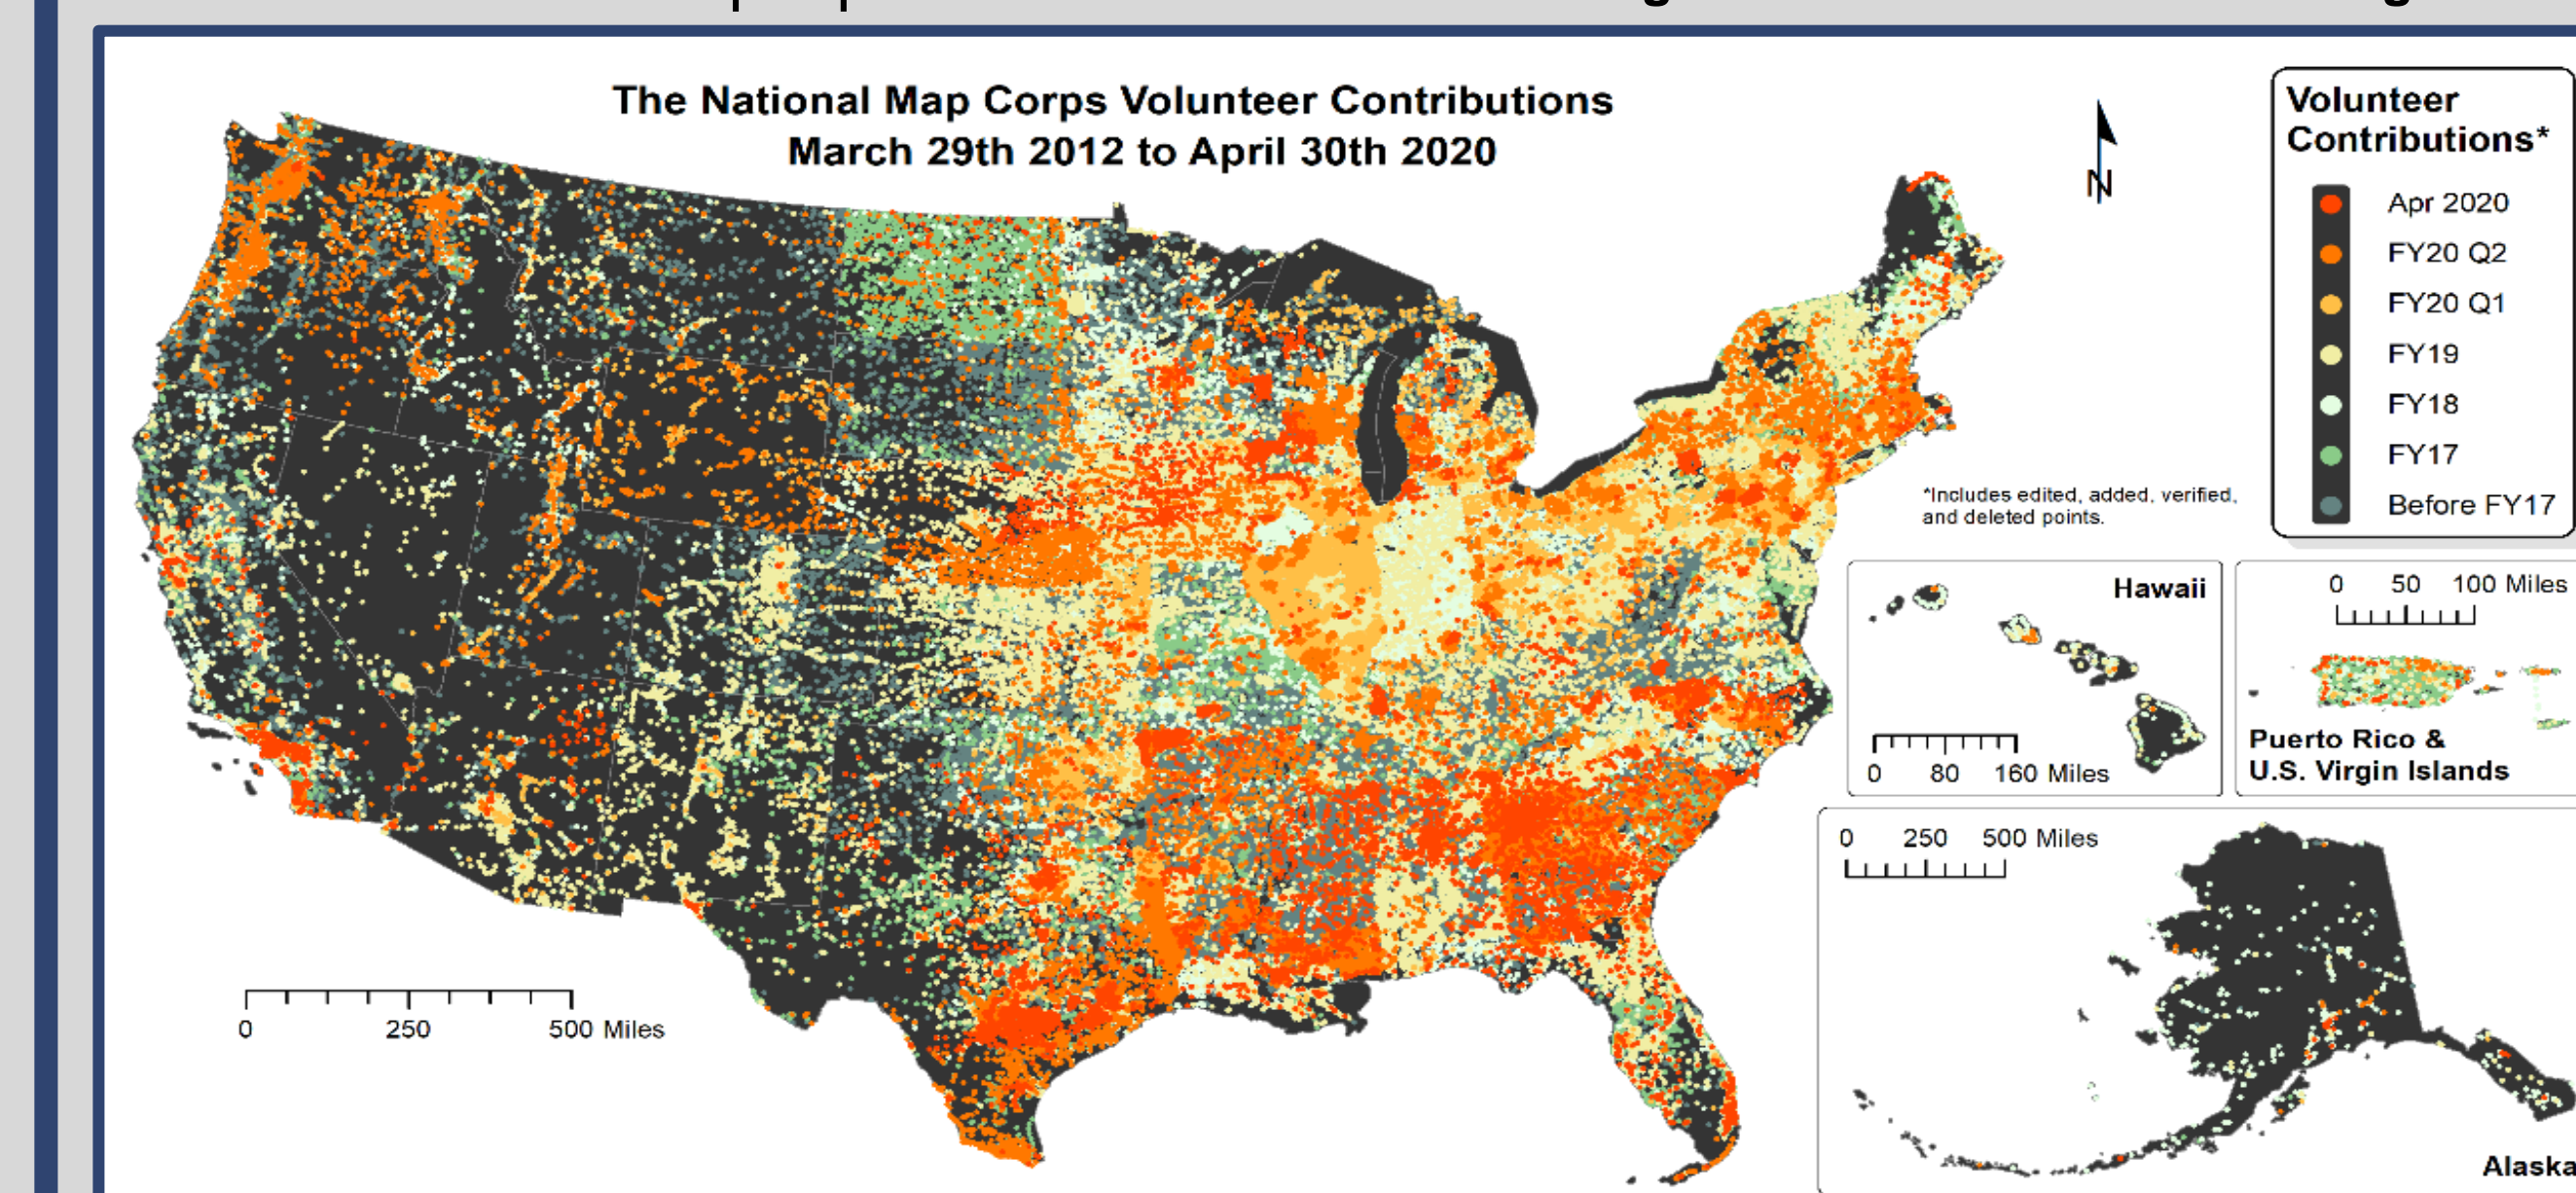 The National Map Corps Volunteer Contributions
March 29th 2012 to April 30th 2020
N
Volunteer
Contributions*
Apr 2020
FY20 Q2
FY20 Q1
FY19
FY18
FY17
Before FY17
*Includes edited, added, verified,
and deleted points.
Hawaii
0 80 160 Miles
0 50 100 Miles
Puerto Rico &
U.S. Virgin Islands
0 250 500 Miles
Alaska
0 250 500 Miles